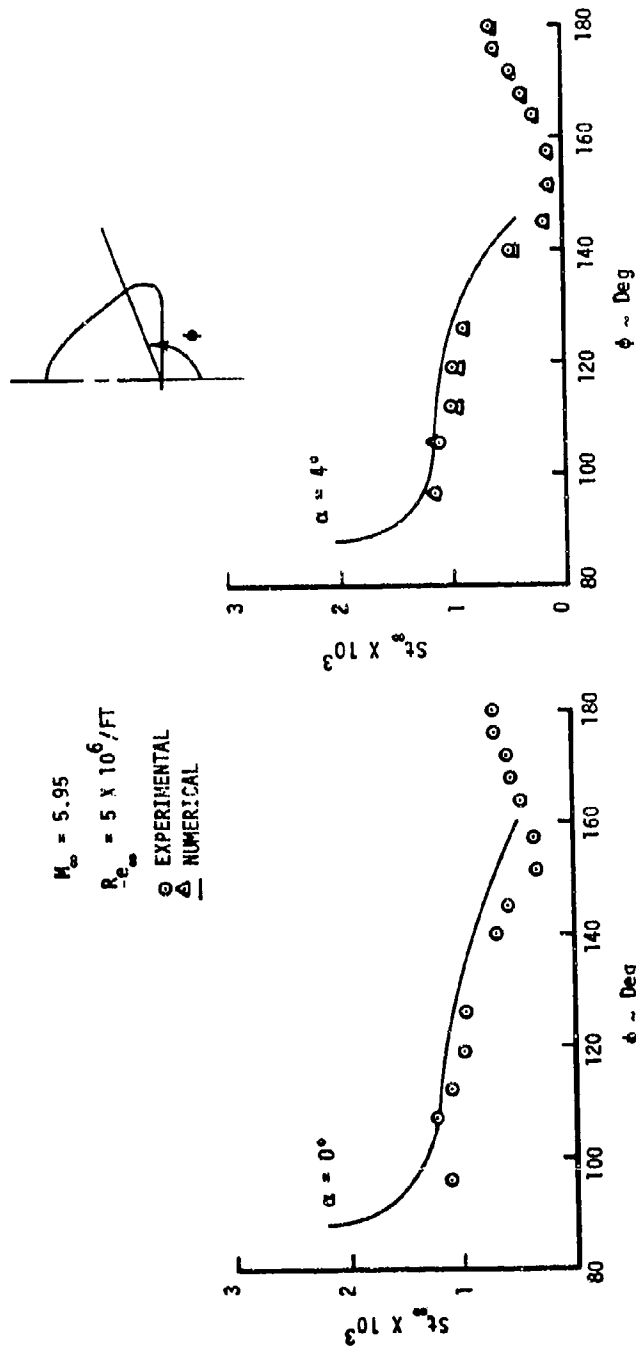 M∞ = 5.95
Re∞ = 5 X 10⁶/FT
⊙ EXPERIMENTAL
△
— NUMERICAL
ϕ
α = 0°
St∞ X 10³
3
2
1
80
100
120
140
160
180
ϕ ~ Deg
α = 4°
St∞ X 10³
3
2
1
0
80
100
120
140
160
180
ϕ ~ Deg